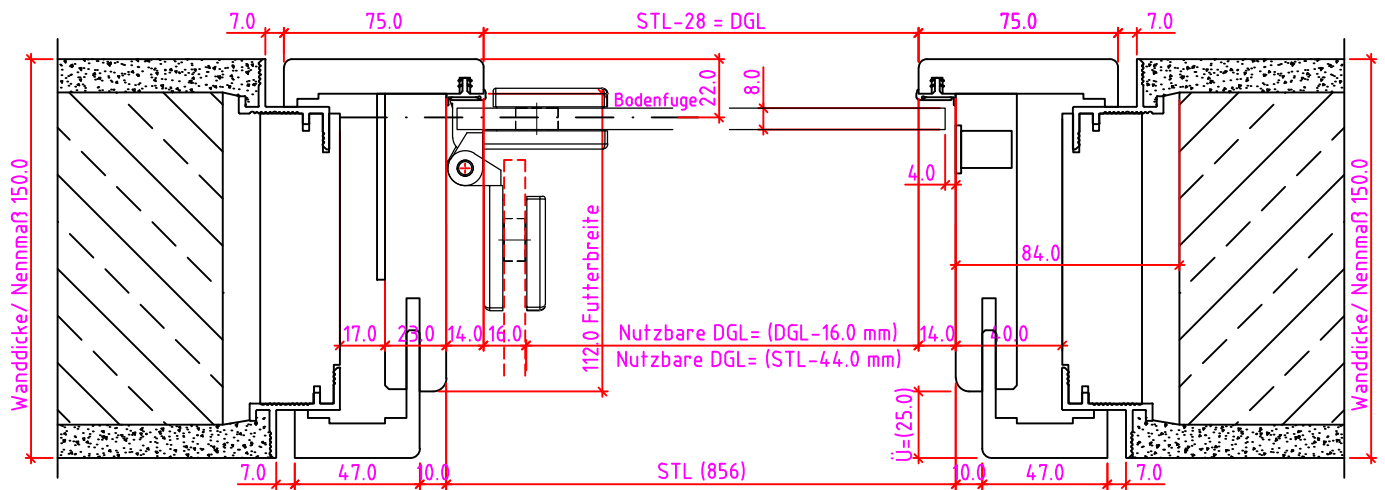 7.0
75.0
STL-28 = DGL
75.0
7.0
Bodenfuge
22.0
8.0
4.0
Wanddicke/ Nennmaß 150.0
Wanddicke/ Nennmaß 150.0
84.0
112.0 Futterbreite
17.0
23.0
14.0
16.0
Nutzbare DGL= (DGL-16.0 mm)
14.0
40.0
Nutzbare DGL= (STL-44.0 mm)
Ü=(25.0)
7.0
47.0
10.0
STL (856)
10.0
47.0
7.0